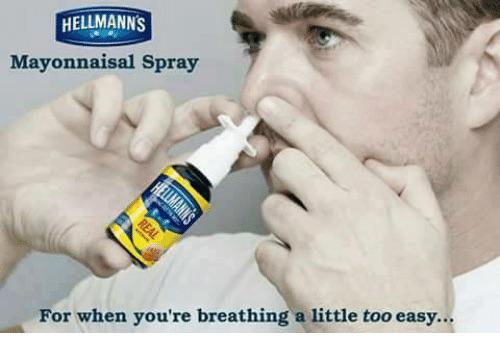 HELLMANN'S
Mayonnaisal Spray
HELLMANN'S
REAL
For when you're breathing a little too easy...